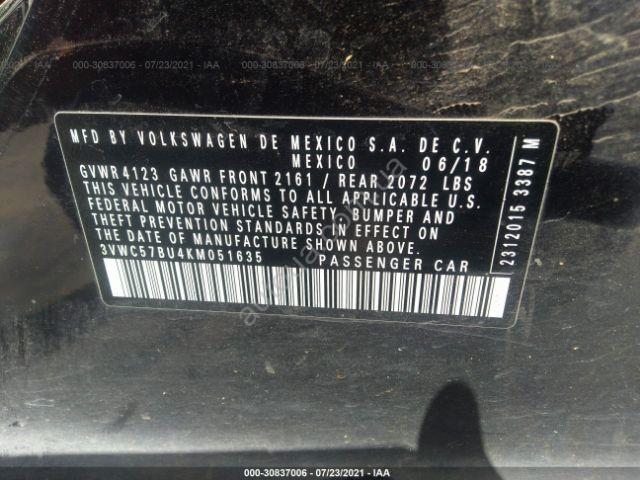 000-30837006 - 07/23/2021 - IAA
MFD BY VOLKSWAGEN DE MEXICO S.A. DE C.V.
MEXICO 06/18
GVWR4123 GAWR FRONT 2161 / REAR 2072 LBS
THIS VEHICLE CONFORMS TO ALL APPLICABLE U.S.
FEDERAL MOTOR VEHICLE SAFETY, BUMPER AND
THEFT PREVENTION STANDARDS IN EFFECT ON
THE DATE OF MANUFACTURE SHOWN ABOVE
3VWC57BU4KM051635 PASSENGER CAR
2312015 3387 M
000-30837006 - 07/23/2021 - IAA